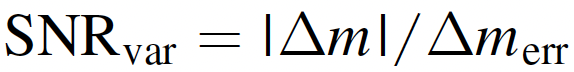 SNR_var = |Δm|/Δm_err